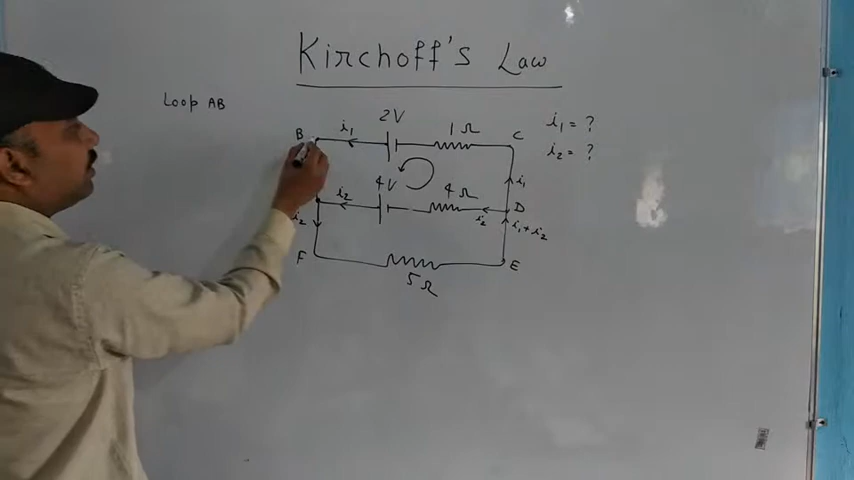 Kirchoff's Law
Loop AB
B i₁ 2V 1Ω C i₁ = ?
i₂ = ?
4V 4Ω i₁
i₂ i₂ D
i₂ i₁ + i₂
F 5Ω E